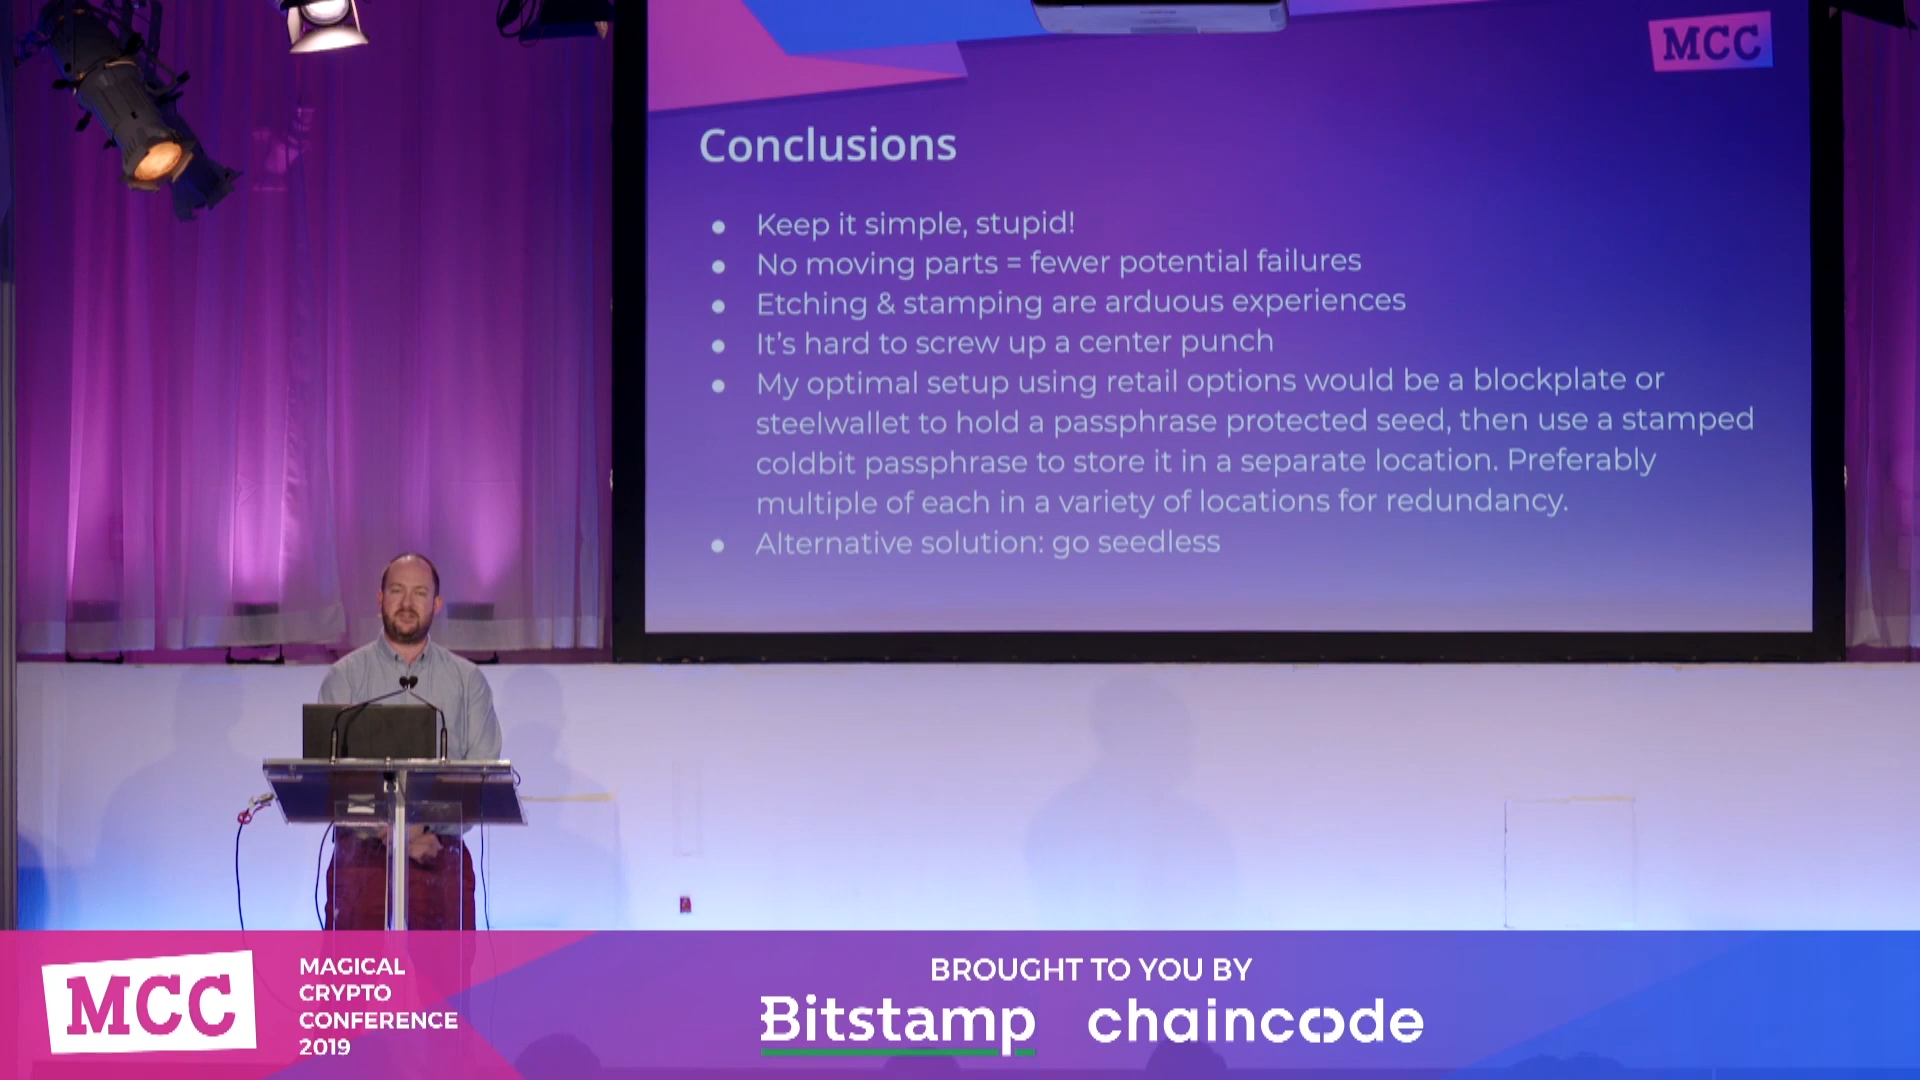 MCC
Conclusions
● Keep it simple, stupid!
● No moving parts = fewer potential failures
● Etching & stamping are arduous experiences
● It's hard to screw up a center punch
● My optimal setup using retail options would be a blockplate or
steelwallet to hold a passphrase protected seed, then use a stamped
coldbit passphrase to store it in a separate location. Preferably
multiple of each in a variety of locations for redundancy.
● Alternative solution: go seedless
MCC
MAGICAL
CRYPTO
CONFERENCE
2019
BROUGHT TO YOU BY
Bitstamp chaincode